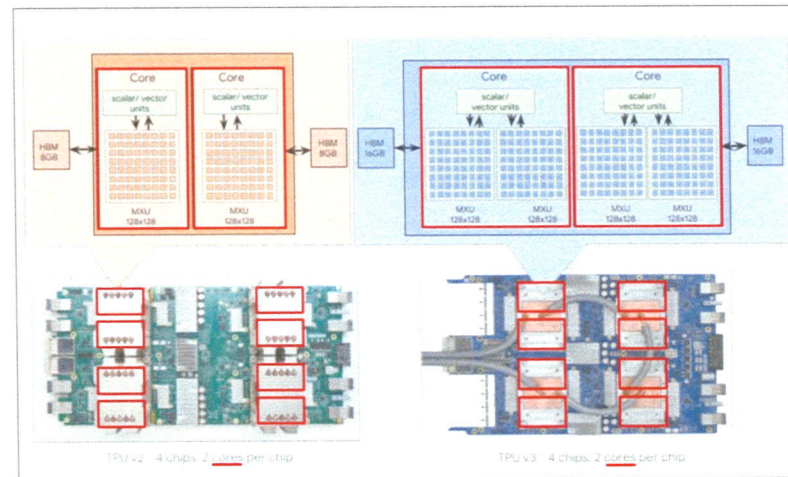 Core
Core
scalar/ vector
units
scalar/ vector
units
HBM
8GB
HBM
8GB
MXU
128x128
MXU
128x128
Core
Core
scalar/
vector units
scalar/
vector units
HBM
16GB
HBM
16GB
MXU
128x128
MXU
128x128
MXU
128x128
MXU
128x128
TPU v2 - 4 chips, 2 cores per chip
TPU v3 - 4 chips, 2 cores per chip